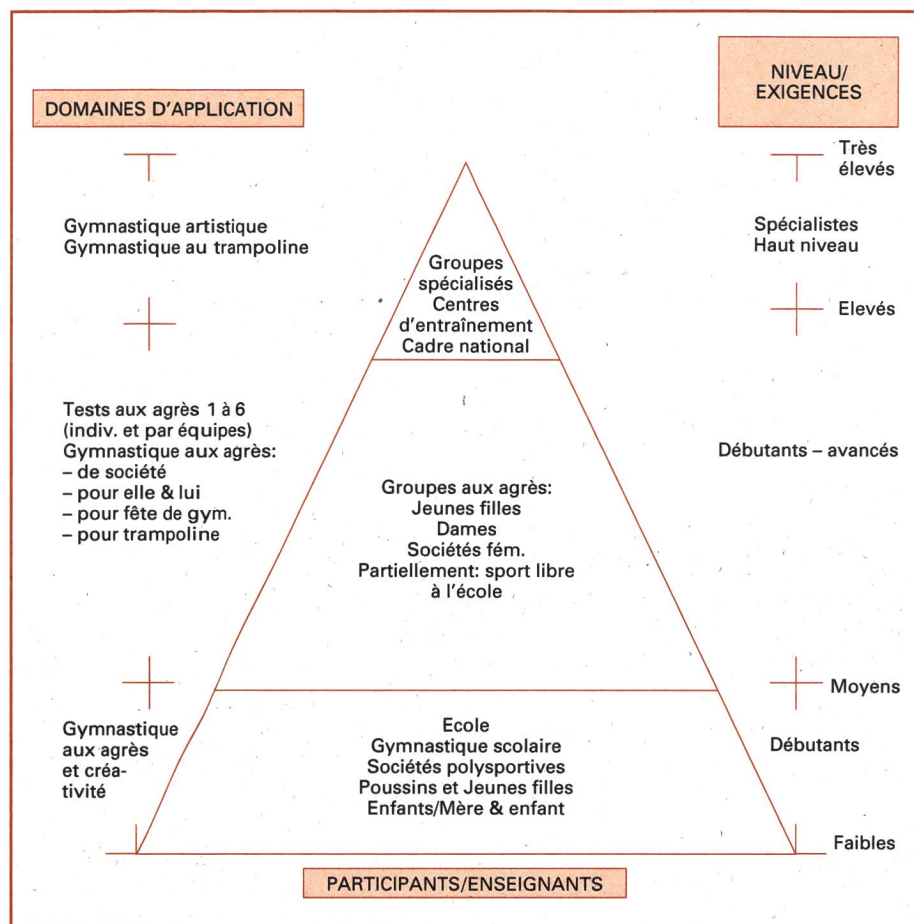 DOMAINES D'APPLICATION
Gymnastique artistique
Gymnastique au trampoline
Tests aux agrès 1 à 6
(indiv. et par équipes)
Gymnastique aux agrès:
– de société
– pour elle & lui
– pour fête de gym.
– pour trampoline
Gymnastique
aux agrès
et créa-
tivité
Groupes
spécialisés
Centres
d'entraînement
Cadre national
Groupes aux agrès:
Jeunes filles
Dames
Sociétés fém.
Partiellement: sport libre
à l'école
Ecole
Gymnastique scolaire
Sociétés polysportives
Poussins et Jeunes filles
Enfants/Mère & enfant
PARTICIPANTS/ENSEIGNANTS
NIVEAU/
EXIGENCES
Très
élevés
Spécialistes
Haut niveau
Elevés
Débutants – avancés
Moyens
Débutants
Faibles